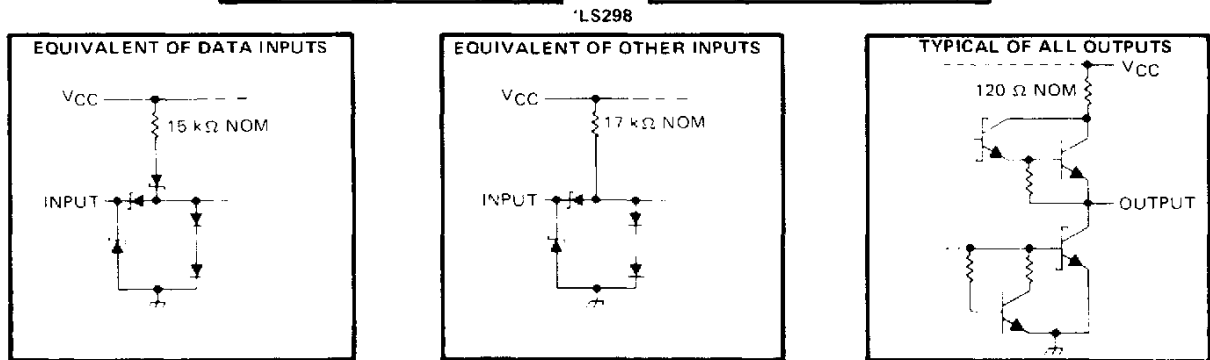 'LS298
EQUIVALENT OF DATA INPUTS
VCC
15 kΩ NOM
INPUT
EQUIVALENT OF OTHER INPUTS
VCC
17 kΩ NOM
INPUT
TYPICAL OF ALL OUTPUTS
VCC
120 Ω NOM
OUTPUT